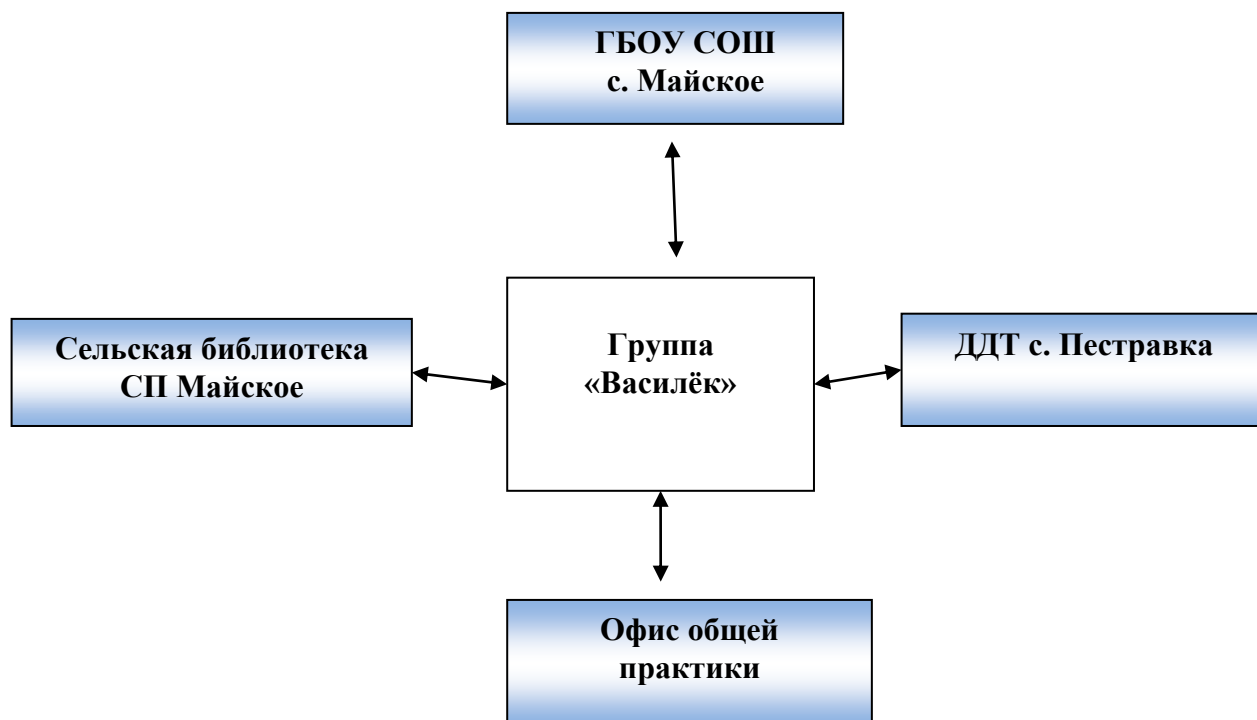 ГБОУ СОШ
с. Майское
Сельская библиотека
СП Майское
Группа
«Василёк»
ДДТ с. Пестравка
Офис общей
практики